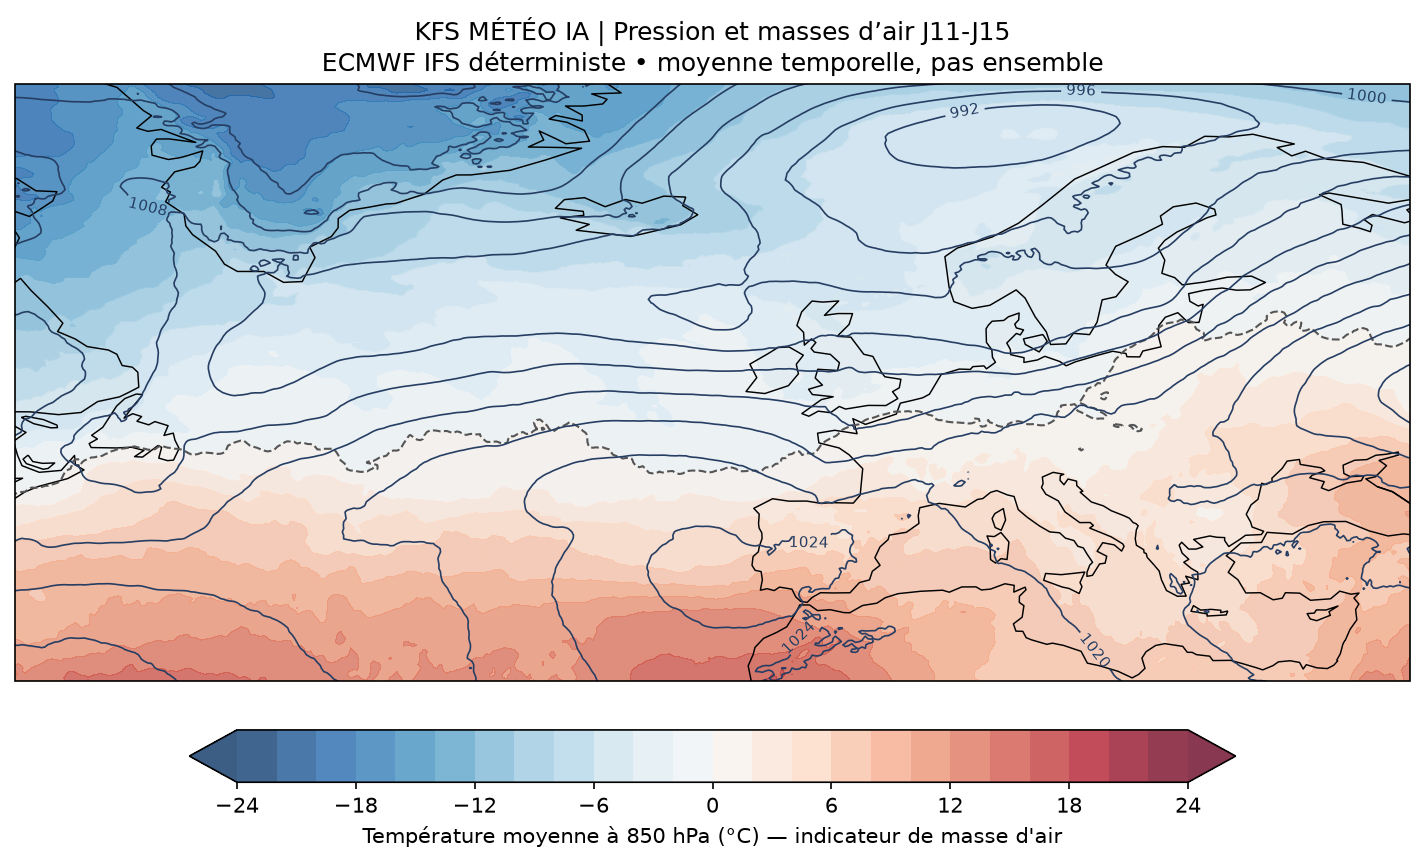 KFS MÉTÉO IA | Pression et masses d’air J11-J15
ECMWF IFS déterministe • moyenne temporelle, pas ensemble
996
1000
992
1008
1024
1024
1020
−24 −18 −12 −6 0 6 12 18 24
Température moyenne à 850 hPa (°C) — indicateur de masse d'air